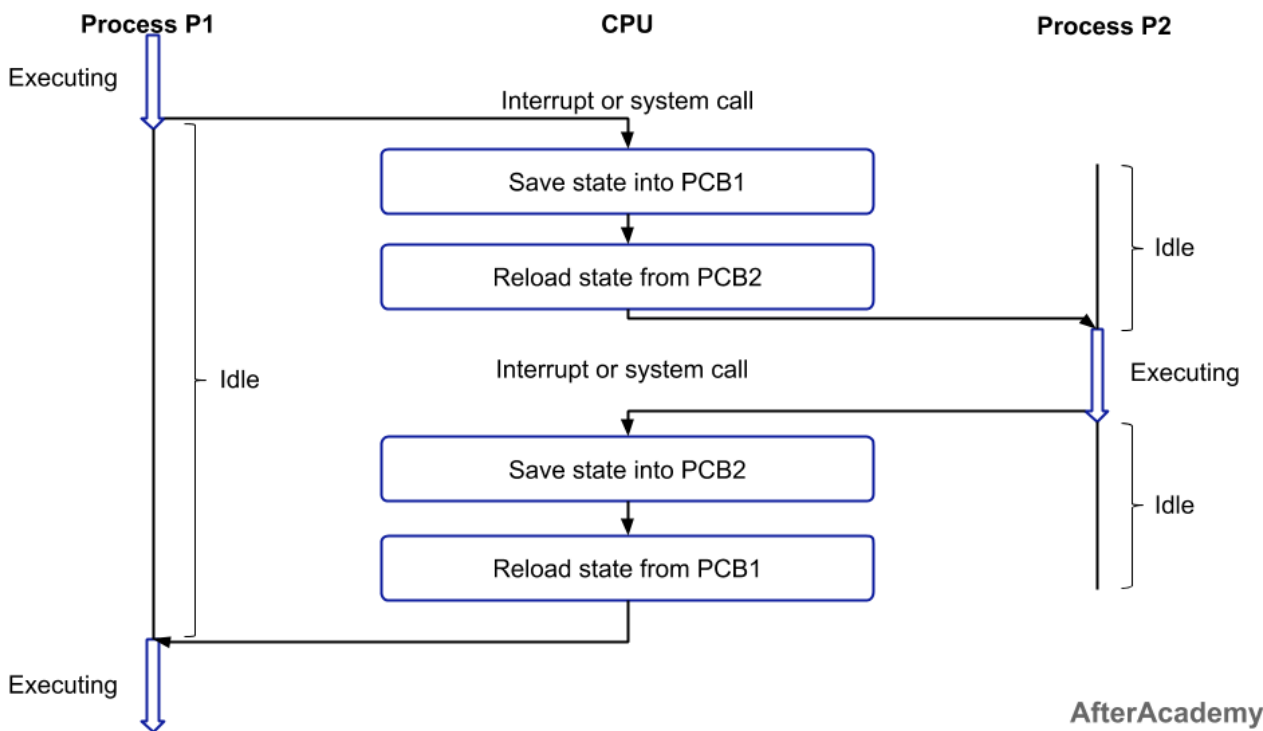 Process P1
CPU
Process P2
Executing
Interrupt or system call
Save state into PCB1
Idle
Reload state from PCB2
Idle
Interrupt or system call
Executing
Save state into PCB2
Idle
Reload state from PCB1
Executing
AfterAcademy